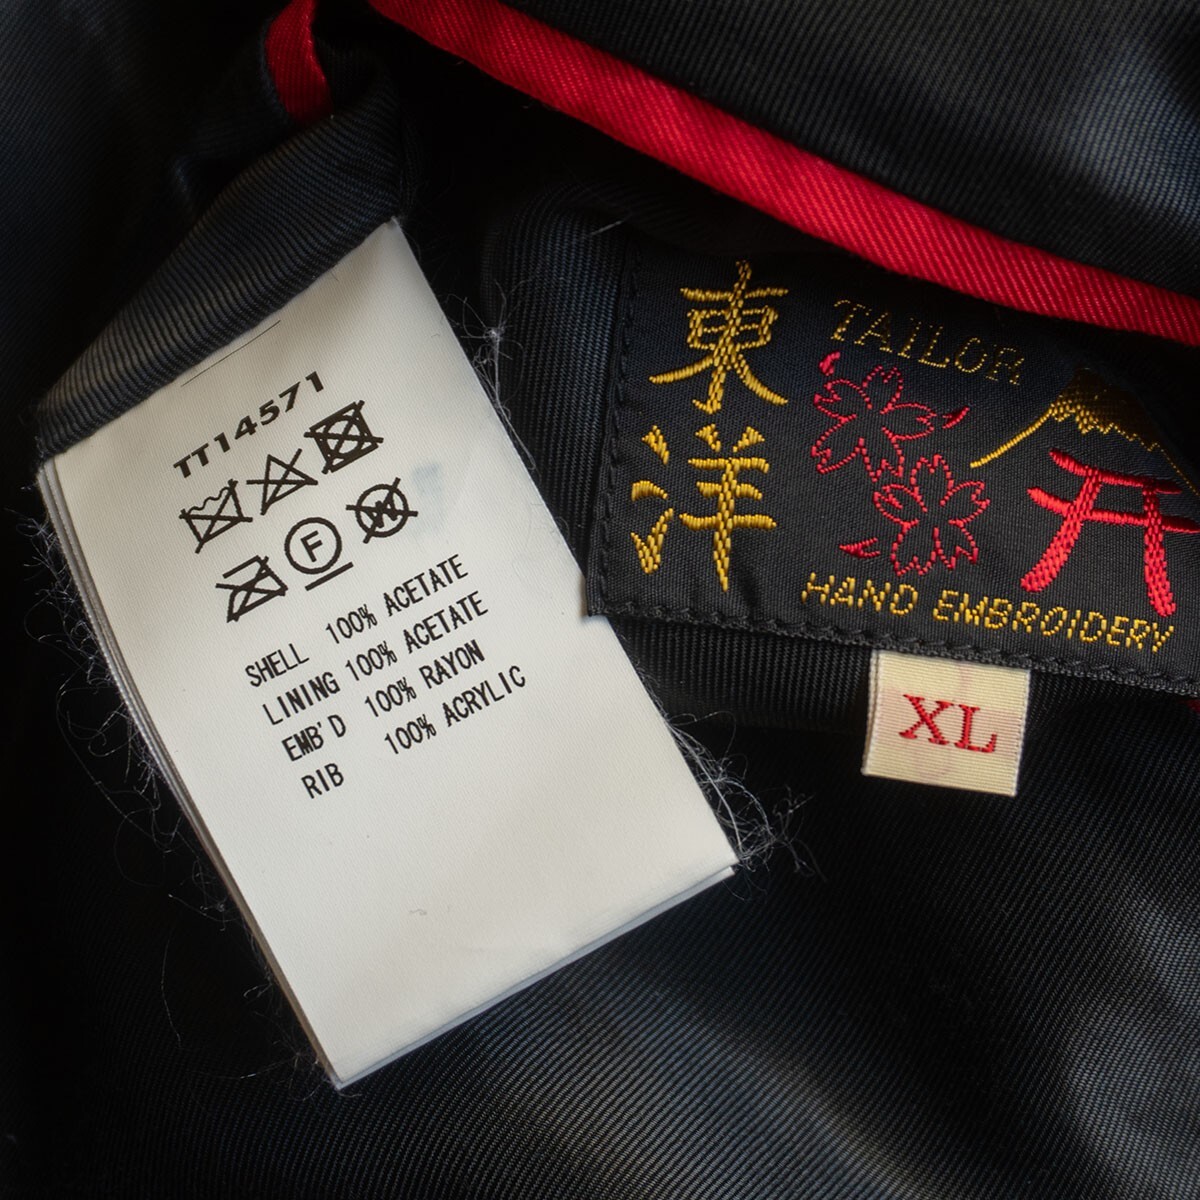 TT14571
F
W
SHELL 100% ACETATE
LINING 100% ACETATE
EMB'D 100% RAYON
RIB 100% ACRYLIC
東洋
TAILOR
HAND EMBROIDERY
XL